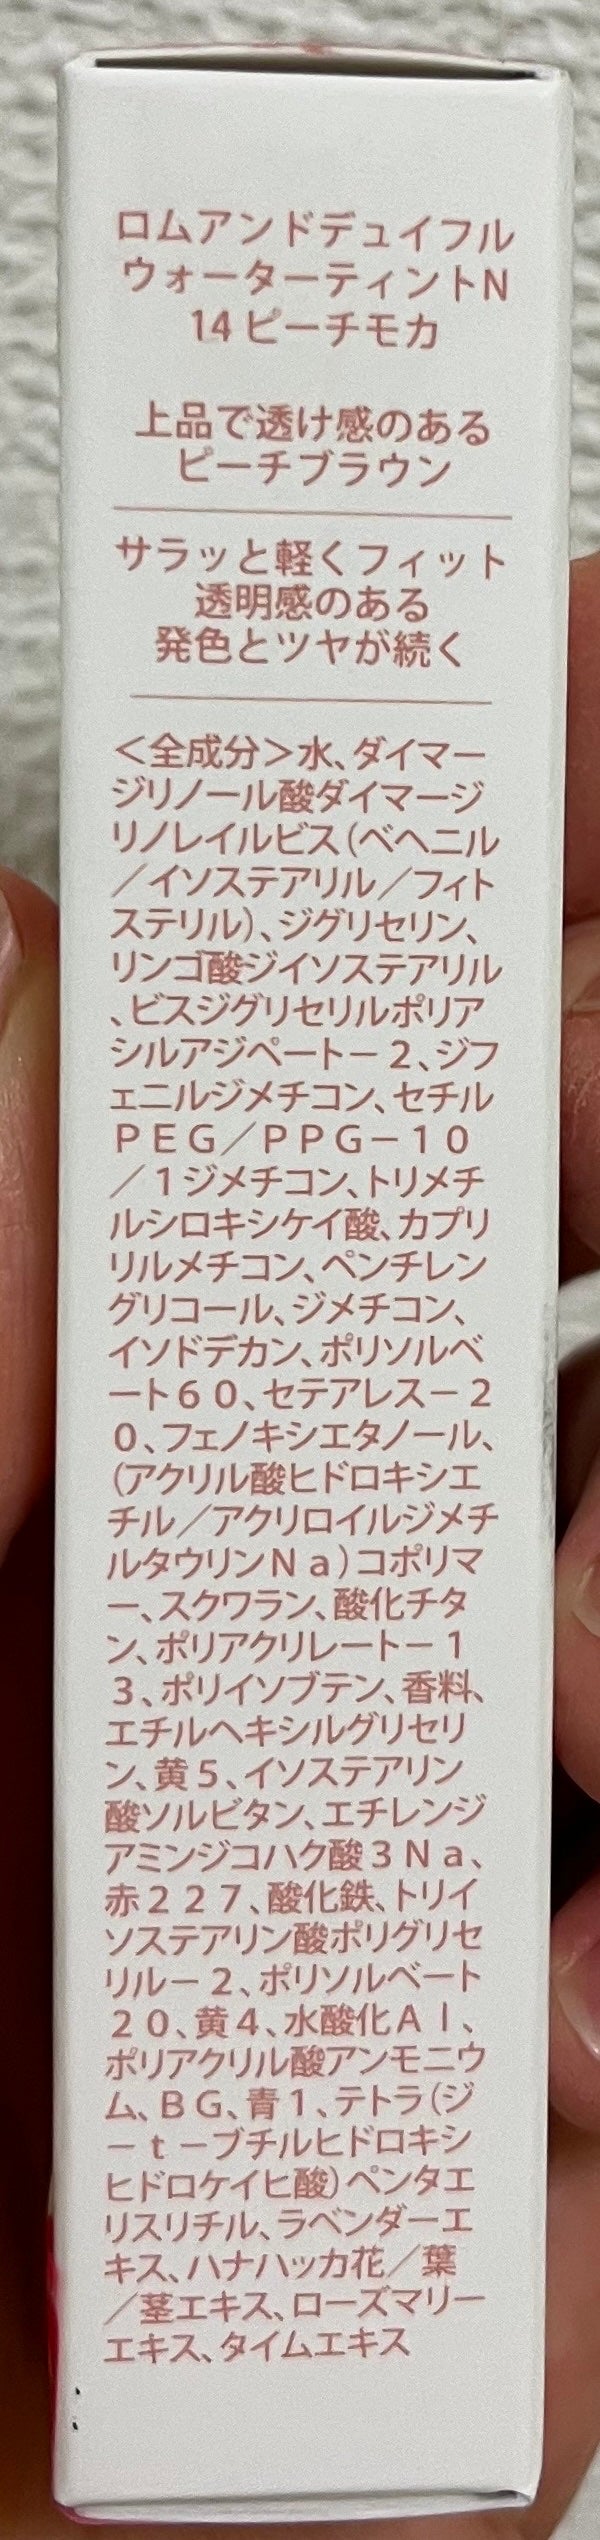 ロムアンドデュイフル
ウォーターティントN
14 ピーチモカ
上品で透け感のある
ピーチブラウン
サラッと軽くフィット
透明感のある
発色とツヤが続く
＜全成分＞水、ダイマー
ジリノール酸ダイマージ
リノレイルビス（ベヘニル
／イソステアリル／フィト
ステリル）、ジグリセリン、
リンゴ酸ジイソステアリル
、ビスジグリセリルポリア
シルアジペート－２、ジフ
ェニルジメチコン、セチル
ＰＥＧ／ＰＰＧ－１０
／１ジメチコン、トリメチ
ルシロキシケイ酸、カプリ
リルメチコン、ペンチレン
グリコール、ジメチコン、
イソドデカン、ポリソルベ
ート６０、セテアレス－２
０、フェノキシエタノール、
（アクリル酸ヒドロキシエ
チル／アクリロイルジメチ
ルタウリンＮａ）コポリマ
ー、スクワラン、酸化チタ
ン、ポリアクリレート－１
３、ポリイソブテン、香料、
エチルヘキシルグリセリ
ン、黄５、イソステアリン
酸ソルビタン、エチレンジ
アミンジコハク酸３Ｎａ、
赤２２７、酸化鉄、トリイ
ソステアリン酸ポリグリセ
リル－２、ポリソルベート
２０、黄４、水酸化Ａｌ、
ポリアクリル酸アンモニウ
ム、ＢＧ、青１、テトラ（ジ
－ｔ－ブチルヒドロキシ
ヒドロケイヒ酸）ペンタエ
リスリチル、ラベンダーエ
キス、ハナハッカ花／葉
／茎エキス、ローズマリー
エキス、タイムエキス